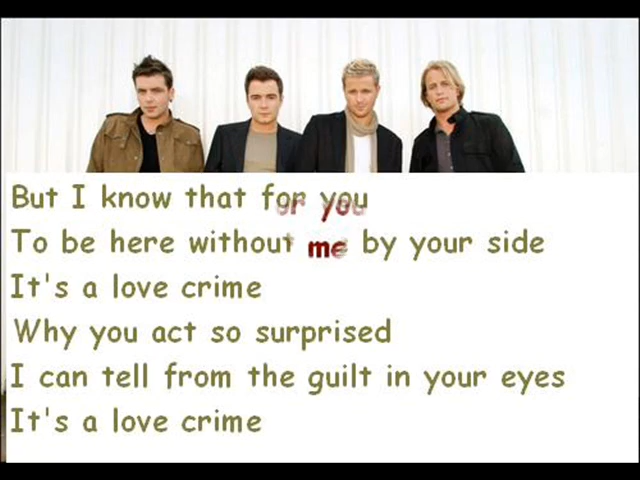 But I know that for you
To be here without me by your side
It's a love crime
Why you act so surprised
I can tell from the guilt in your eyes
It's a love crime